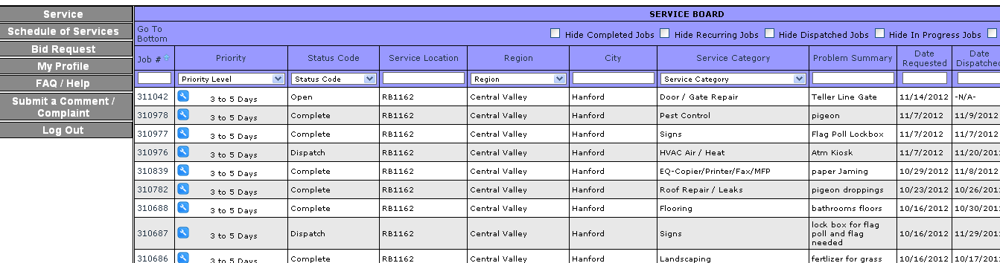 Service
Schedule of Services
Bid Request
My Profile
FAQ / Help
Submit a Comment /
Complaint
Log Out
SERVICE BOARD
Go To
Bottom
Hide Completed Jobs Hide Recurring Jobs Hide Dispatched Jobs Hide In Progress Jobs
Job # Priority Status Code Service Location Region City Service Category Problem Summary Date Requested Date Dispatched
Priority Level Status Code Region Service Category
311042 3 to 5 Days Open RB1162 Central Valley Hanford Door / Gate Repair Teller Line Gate 11/14/2012 -N/A-
310978 3 to 5 Days Complete RB1162 Central Valley Hanford Pest Control pigeon 11/7/2012 11/9/2012
310977 3 to 5 Days Complete RB1162 Central Valley Hanford Signs Flag Poll Lockbox 11/7/2012 11/7/2012
310976 3 to 5 Days Dispatch RB1162 Central Valley Hanford HVAC Air / Heat Atm Kiosk 11/7/2012 11/20/201
310839 3 to 5 Days Complete RB1162 Central Valley Hanford EQ-Copier/Printer/Fax/MFP paper Jaming 10/29/2012 11/8/2012
310782 3 to 5 Days Complete RB1162 Central Valley Hanford Roof Repair / Leaks pigeon droppings 10/23/2012 10/26/201
310688 3 to 5 Days Complete RB1162 Central Valley Hanford Flooring bathrooms floors 10/16/2012 10/30/201
310687 3 to 5 Days Dispatch RB1162 Central Valley Hanford Signs lock box for flag poll and flag needed 10/16/2012 11/29/201
310686 3 to 5 Days Complete RB1162 Central Valley Hanford Landscaping fertlizer for grass 10/16/2012 10/17/201